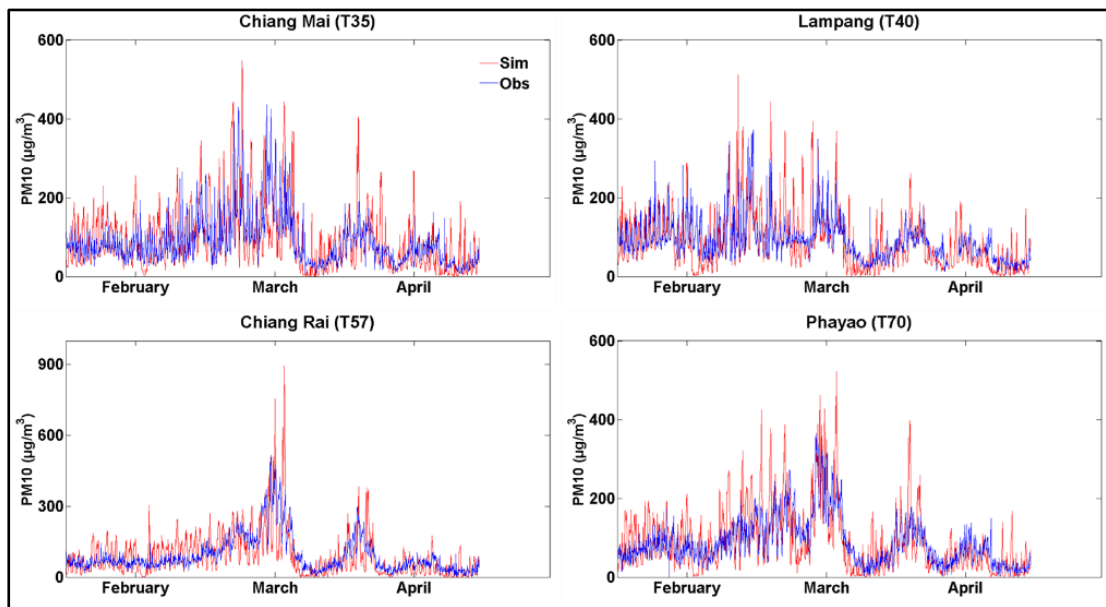 Chiang Mai (T35)
600
400
200
0
PM10 (µg/m³)
Sim
Obs
February March April
Lampang (T40)
600
400
200
0
PM10 (µg/m³)
February March April
Chiang Rai (T57)
900
600
300
0
PM10 (µg/m³)
February March April
Phayao (T70)
600
400
200
0
PM10 (µg/m³)
February March April